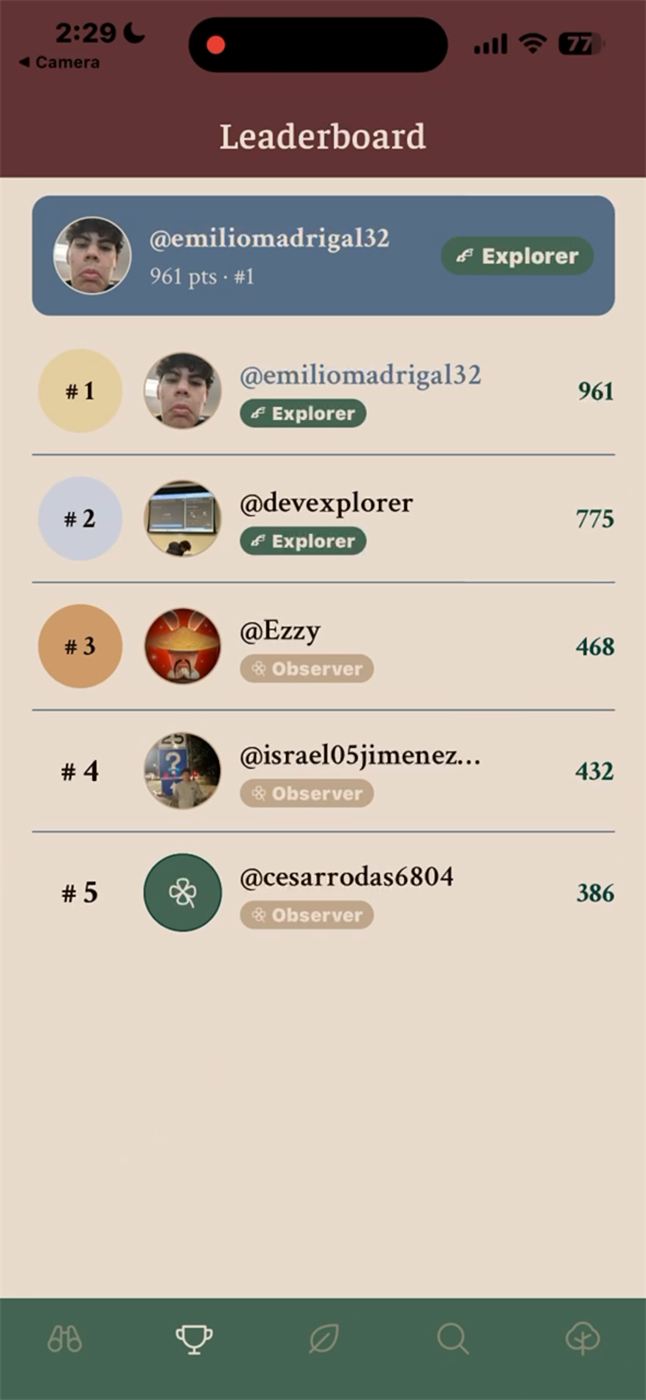 2:29
77
◀ Camera
Leaderboard
@emiliomadrigal32
961 pts · #1
Explorer
#1
@emiliomadrigal32
Explorer
961
#2
@devexplorer
Explorer
775
#3
@Ezzy
Observer
468
#4
25
?
@israel05jimenez...
Observer
432
#5
@cesarrodas6804
Observer
386